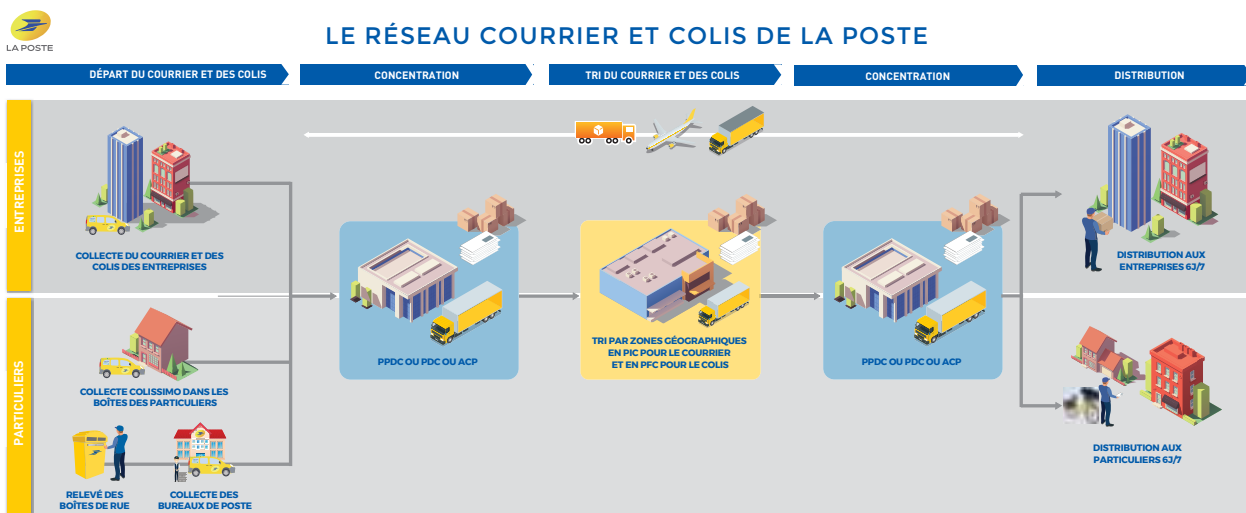 LA POSTE
LE RÉSEAU COURRIER ET COLIS DE LA POSTE
DÉPART DU COURRIER ET DES COLIS
CONCENTRATION
TRI DU COURRIER ET DES COLIS
CONCENTRATION
DISTRIBUTION
ENTREPRISES
COLLECTE DU COURRIER ET DES
COLIS DES ENTREPRISES
DISTRIBUTION AUX
ENTREPRISES 6J/7
PPDC OU PDC OU ACP
TRI PAR ZONES GÉOGRAPHIQUES
EN PIC POUR LE COURRIER
ET EN PFC POUR LE COLIS
PPDC OU PDC OU ACP
PARTICULIERS
COLLECTE COLISSIMO DANS LES
BOÎTES DES PARTICULIERS
RELEVÉ DES
BOÎTES DE RUE
COLLECTE DES
BUREAUX DE POSTE
DISTRIBUTION AUX
PARTICULIERS 6J/7